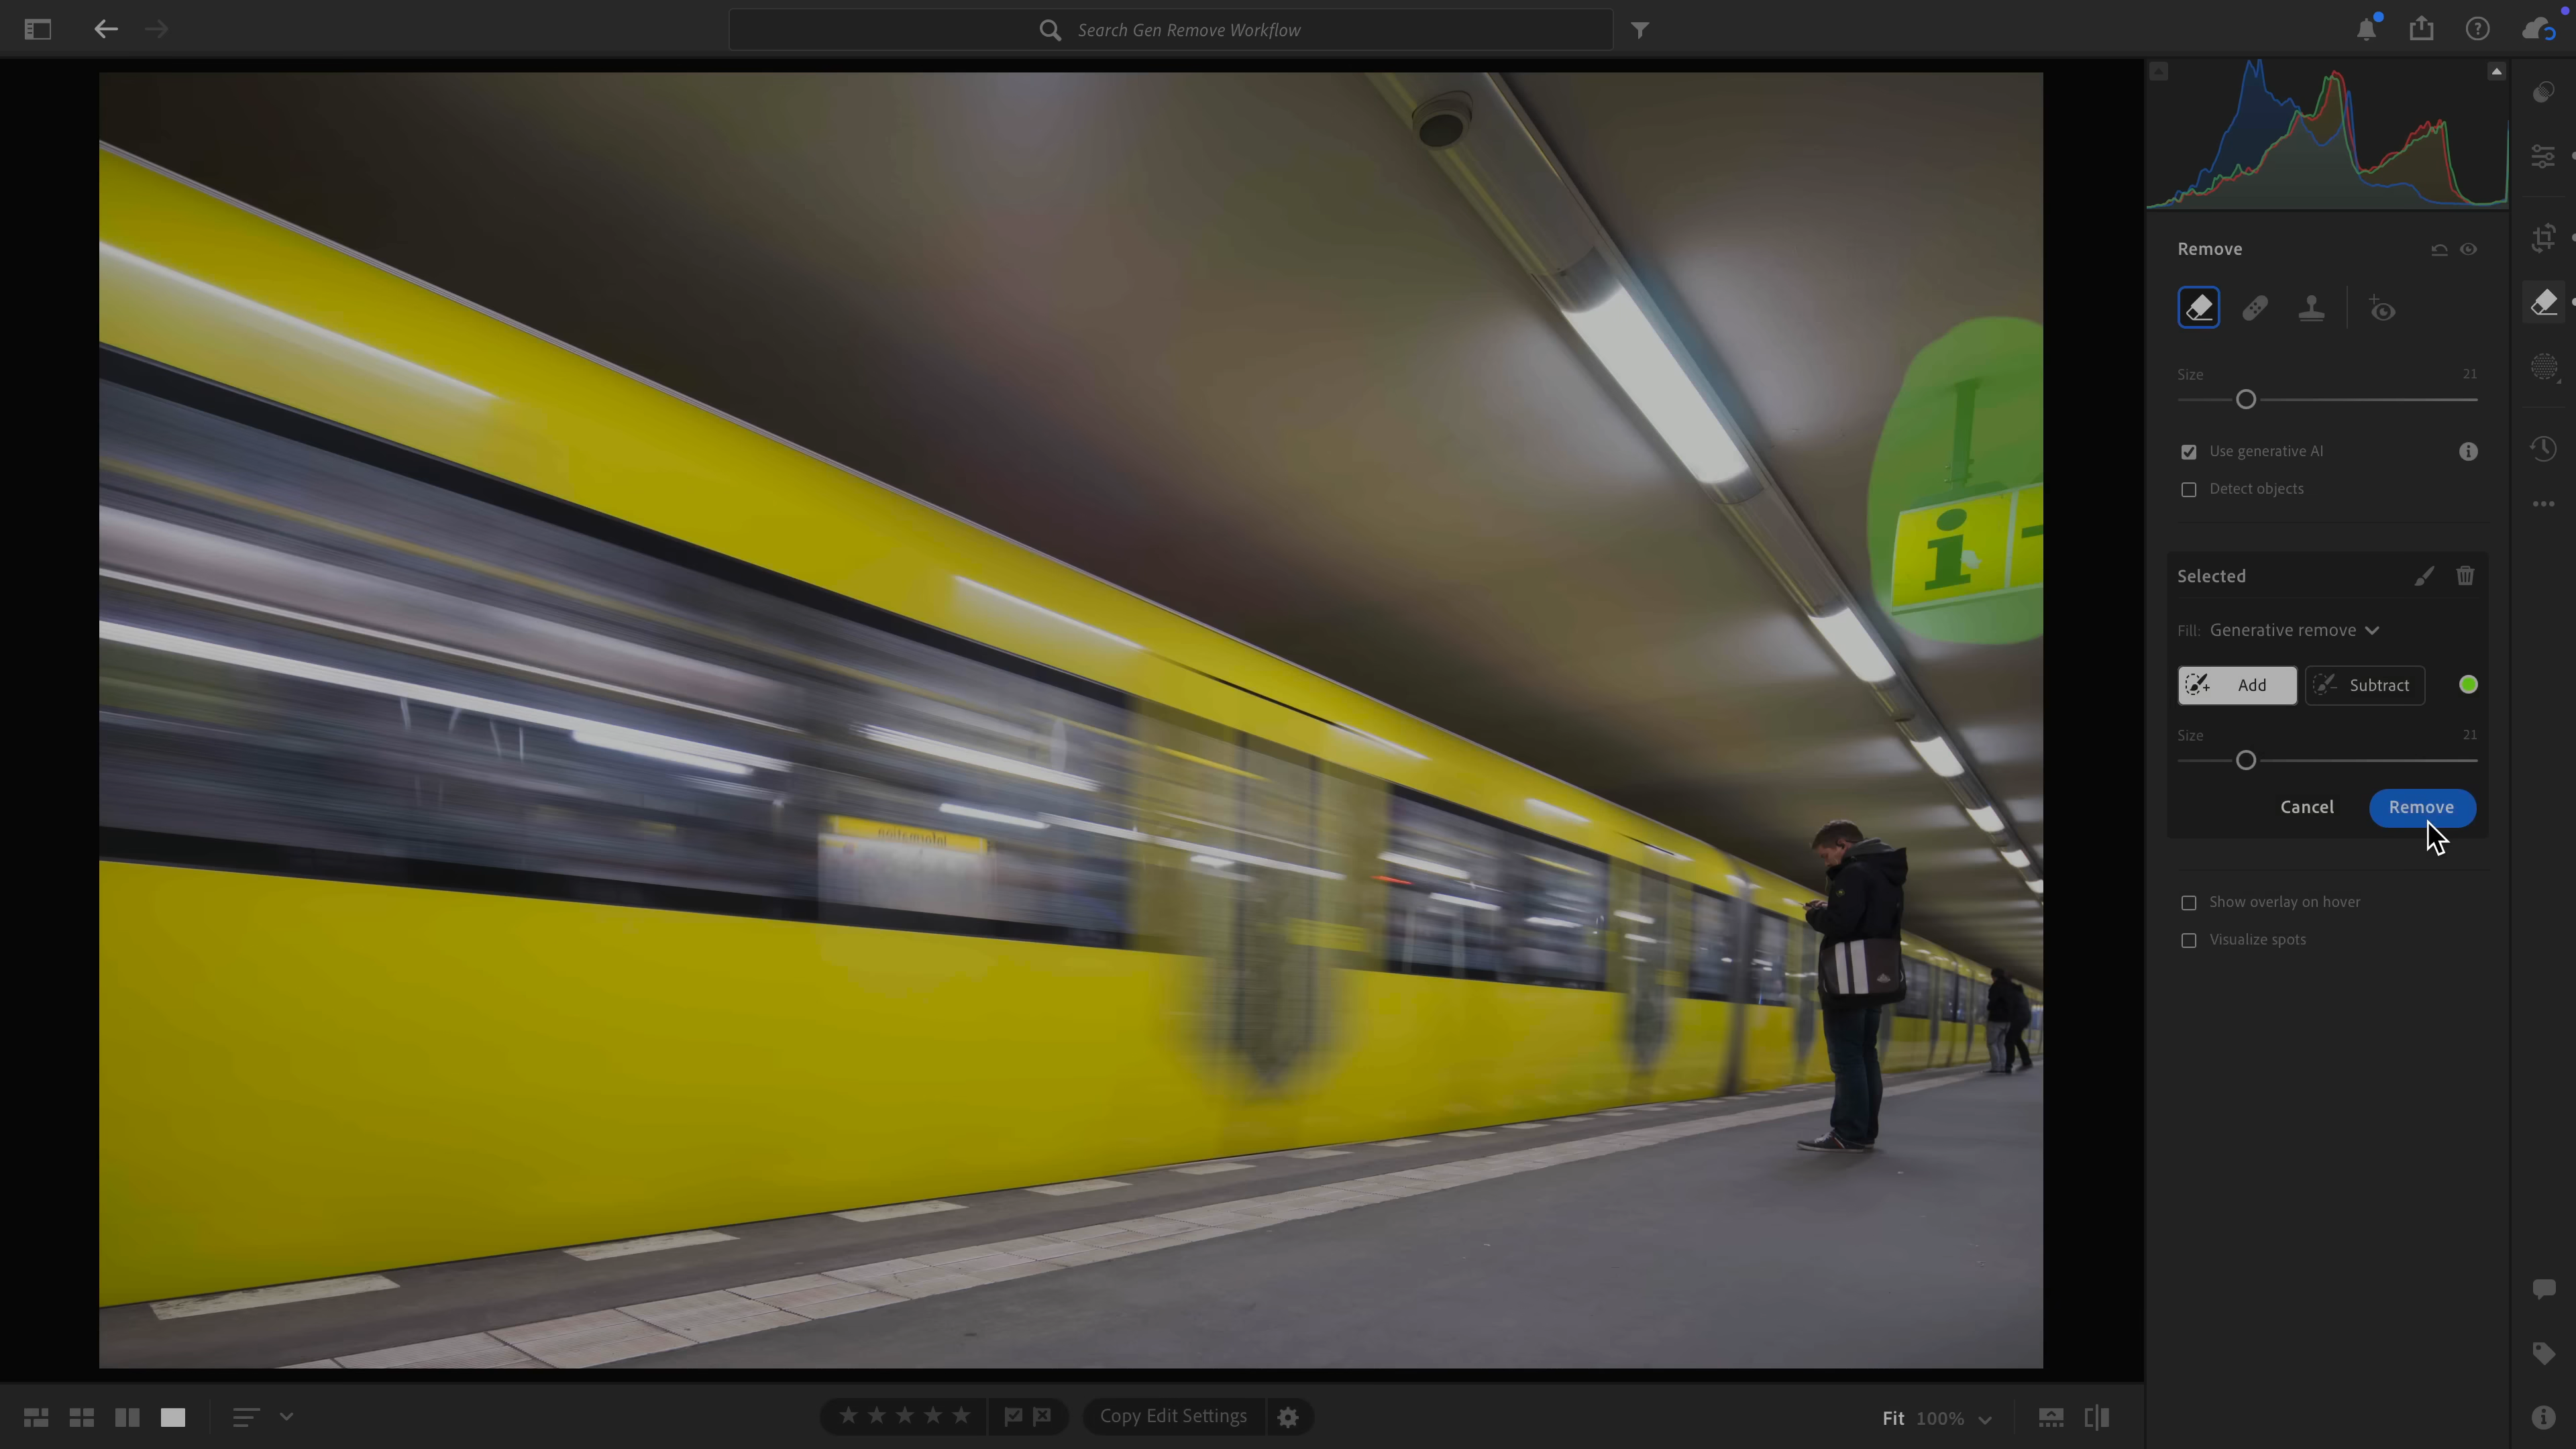 Search Gen Remove Workflow
Remove
Size 21
Use generative AI
Detect objects
i
Selected
Fill: Generative remove
Add Subtract
Size 21
Cancel Remove
Show overlay on hover
Visualize spots
Copy Edit Settings
Fit 100%